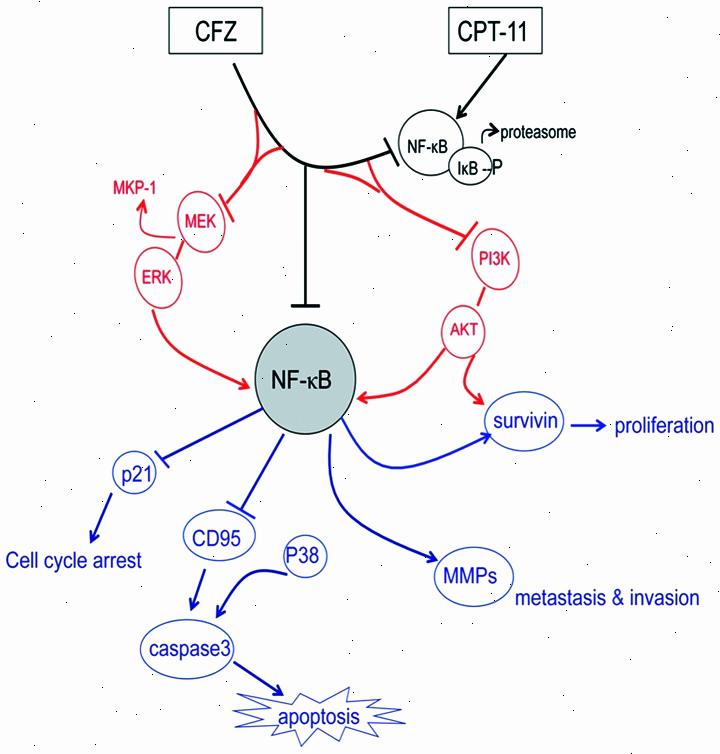 CFZ
CPT-11
NF-κB
proteasome
IκB --P
MKP-1
MEK
ERK
PI3K
AKT
NF-κB
survivin
proliferation
p21
Cell cycle arrest
CD95
P38
MMPs
metastasis & invasion
caspase3
apoptosis